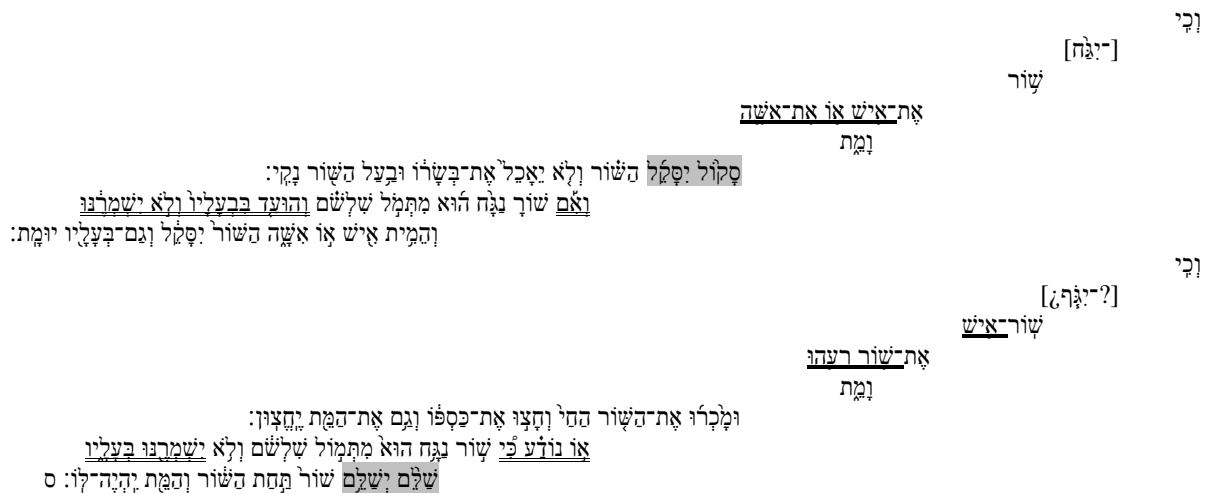 וְכִֽי
[־יִגַּ֨ח]
שׁ֥וֹר
אֶת־אִ֛ישׁ א֥וֹ אֶת־אִשָּׁ֖ה
וָמֵ֑ת
סָק֨וֹל יִסָּקֵ֜ל הַשּׁ֗וֹר וְלֹ֤א יֵאָכֵל֙ אֶת־בְּשָׂר֔וֹ וּבַ֥עַל הַשּׁ֖וֹר נָקִֽי׃
וְאִ֡ם שׁוֹר֩ נַגָּ֨ח ה֜וּא מִתְּמֹ֣ל שִׁלְשֹׁ֗ם וְהוּעַ֤ד בִּבְעָלָיו֙ וְלֹ֣א יִשְׁמְרֶ֔נּוּ
וְהֵמִ֥ית אִ֖ישׁ א֣וֹ אִשָּׁ֑ה הַשּׁוֹר֙ יִסָּקֵ֔ל וְגַם־בְּעָלָ֖יו יוּמָֽת׃
וְכִֽי
[?־יִגֹּ֧ף¿]
שֽׁוֹר־אִ֛ישׁ
אֶת־שׁ֥וֹר רֵעֵ֖הוּ
וָמֵ֑ת
וּמָ֨כְר֜וּ אֶת־הַשּׁ֤וֹר הַחַי֙ וְחָצ֣וּ אֶת־כַּסְפּ֔וֹ וְגַ֥ם אֶת־הַמֵּ֖ת יֶֽחֱצֽוּן׃
א֣וֹ נוֹדַ֗ע כִּ֠י שׁ֣וֹר נַגָּ֥ח הוּא֙ מִתְּמ֣וֹל שִׁלְשֹׁ֔ם וְלֹ֥א יִשְׁמְרֶ֖נּוּ בְּעָלָ֑יו
שַׁלֵּ֨ם יְשַׁלֵּ֥ם שׁוֹר֙ תַּ֣חַת הַשּׁ֔וֹר וְהַמֵּ֖ת יִֽהְיֶה־לּֽוֹ׃ ס